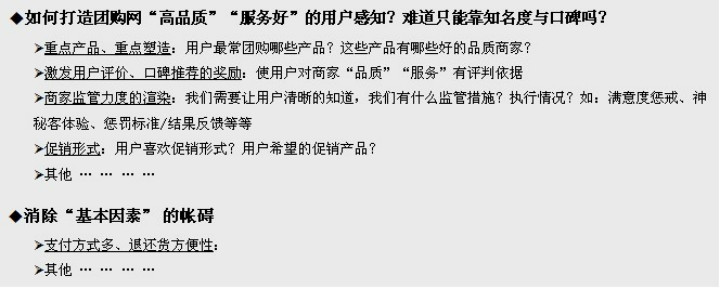 ◆如何打造团购网“高品质”“服务好”的用户感知？难道只能靠知名度与口碑吗？
➢重点产品、重点塑造：用户最常团购哪些产品？这些产品有哪些好的品质商家？
➢激发用户评价、口碑推荐的奖励：使用户对商家“品质”“服务”有评判依据
➢商家监管力度的渲染：我们需要让用户清晰的知道，我们有什么监管措施？执行情况？如：满意度惩戒、神
秘客体验、惩罚标准/结果反馈等等
➢促销形式：用户喜欢促销形式？用户希望的促销产品？
➢其他 … … … …
◆消除“基本因素” 的帐碍
➢支付方式多、退还货方便性：
➢其他 … … … …